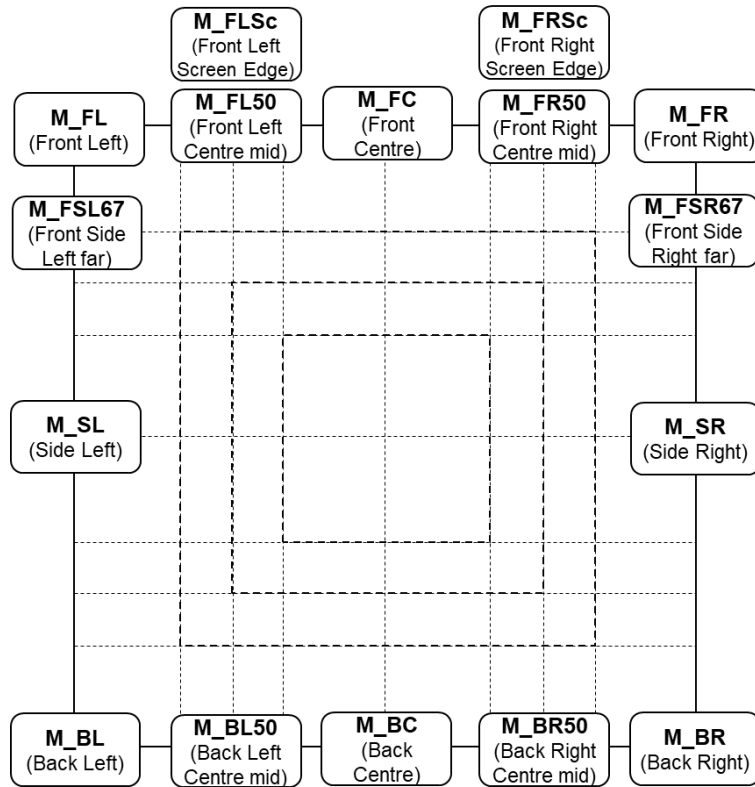 M_FLSc
(Front Left
Screen Edge)
M_FRSc
(Front Right
Screen Edge)
M_FL
(Front Left)
M_FL50
(Front Left
Centre mid)
M_FC
(Front
Centre)
M_FR50
(Front Right
Centre mid)
M_FR
(Front Right)
M_FSL67
(Front Side
Left far)
M_FSR67
(Front Side
Right far)
M_SL
(Side Left)
M_SR
(Side Right)
M_BL
(Back Left)
M_BL50
(Back Left
Centre mid)
M_BC
(Back
Centre)
M_BR50
(Back Right
Centre mid)
M_BR
(Back Right)